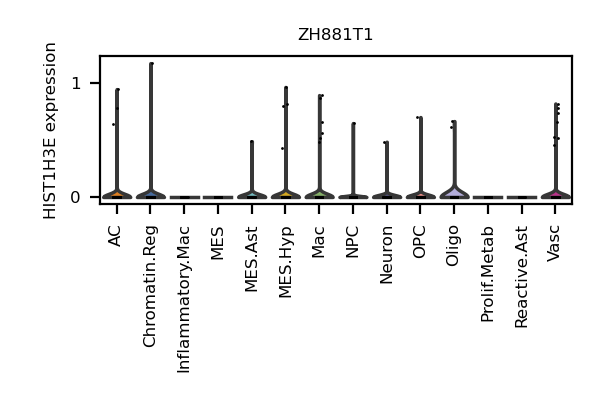 ZH881T1
HIST1H3E expression
1
0
AC
Chromatin.Reg
Inflammatory.Mac
MES
MES.Ast
MES.Hyp
Mac
NPC
Neuron
OPC
Oligo
Prolif.Metab
Reactive.Ast
Vasc